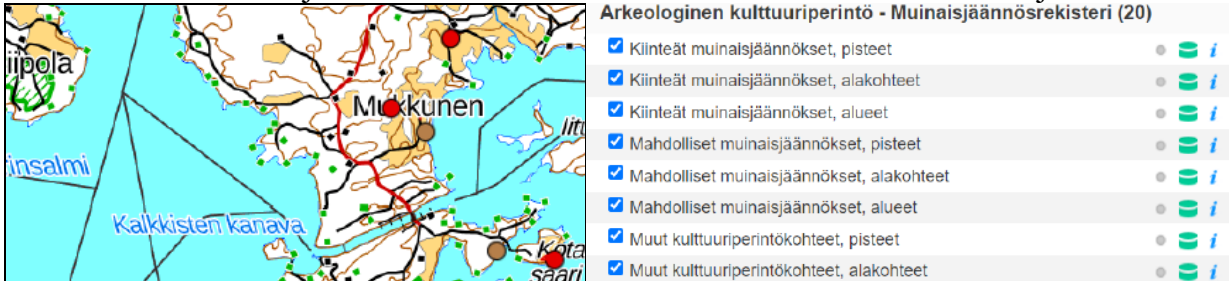 iipola
Mukkunen
insalmi
Kalkkisten kanava
Kota
saari
Arkeologinen kulttuuriperintö - Muinaisjäännösrekisteri (20)
Kiinteät muinaisjäännökset, pisteet
Kiinteät muinaisjäännökset, alakohteet
Kiinteät muinaisjäännökset, alueet
Mahdolliset muinaisjäännökset, pisteet
Mahdolliset muinaisjäännökset, alakohteet
Mahdolliset muinaisjäännökset, alueet
Muut kulttuuriperintökohteet, pisteet
Muut kulttuuriperintökohteet, alakohteet